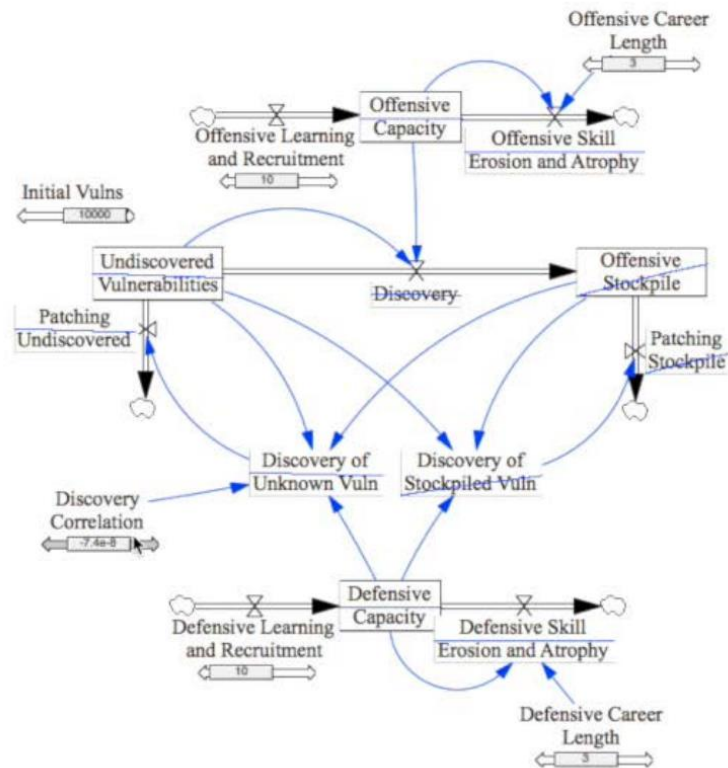 Offensive Career
Length
3
Offensive
Capacity
Offensive Learning
and Recruitment
10
Offensive Skill
Erosion and Atrophy
Initial Vulns
10000
Undiscovered
Vulnerabilities
Discovery
Offensive
Stockpile
Patching
Undiscovered
Patching
Stockpile
Discovery of
Unknown Vuln
Discovery of
Stockpiled Vuln
Discovery
Correlation
-7.4e-8
Defensive
Capacity
Defensive Learning
and Recruitment
10
Defensive Skill
Erosion and Atrophy
Defensive Career
Length
3